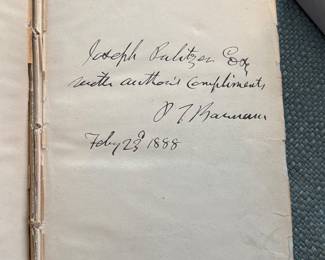 Joseph Pulitzer Esq
with author's compliments
P T Barnum
Feby 23d 1888